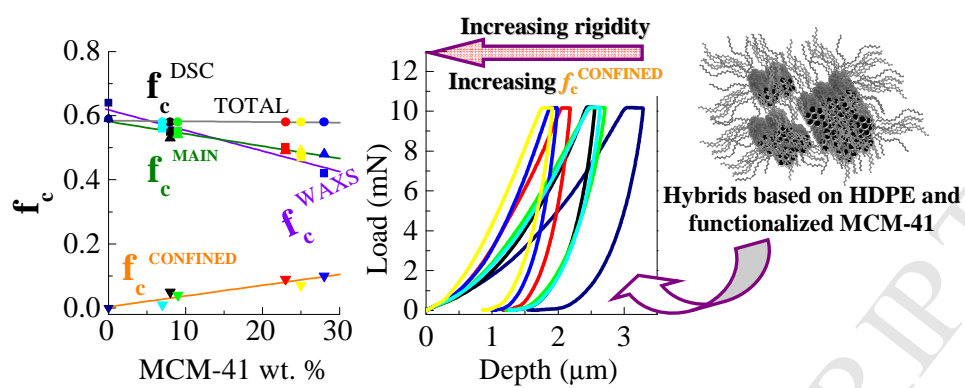 0.8
0.6
0.4
0.2
0.0
f_c
f_c^DSC
TOTAL
f_c^MAIN
f_c^WAXS
f_c^CONFINED
0 10 20 30
MCM-41 wt. %
Increasing rigidity
Increasing f_c^CONFINED
12
10
8
6
4
2
0
Load (mN)
0 1 2 3
Depth (μm)
Hybrids based on HDPE and
functionalized MCM-41
RIPT